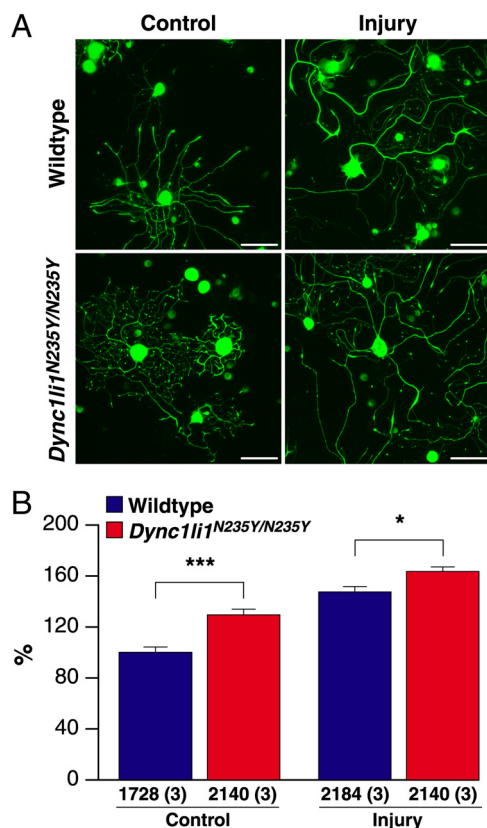 A
Control Injury
Wildtype
Dync1li1N235Y/N235Y
B
Wildtype
Dync1li1N235Y/N235Y
200
160
120
80
40
0
%
***
*
1728 (3) 2140 (3) 2184 (3) 2140 (3)
Control Injury